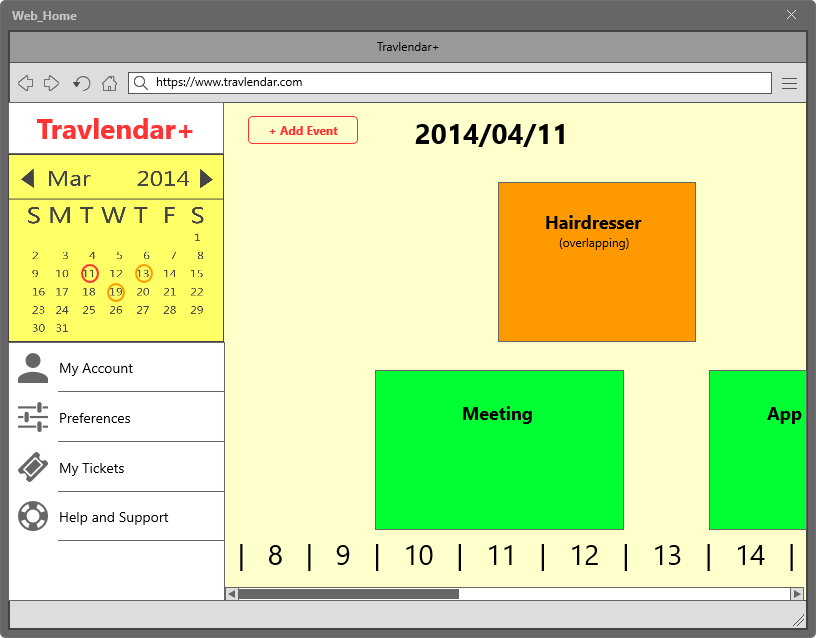 Web_Home
Travlendar+
https://www.travlendar.com
Travlendar+
Mar 2014
S M T W T F S
1
2 3 4 5 6 7 8
9 10 11 12 13 14 15
16 17 18 19 20 21 22
23 24 25 26 27 28 29
30 31
My Account
Preferences
My Tickets
Help and Support
+ Add Event
2014/04/11
Hairdresser
(overlapping)
Meeting
App
| 8 | 9 | 10 | 11 | 12 | 13 | 14 |